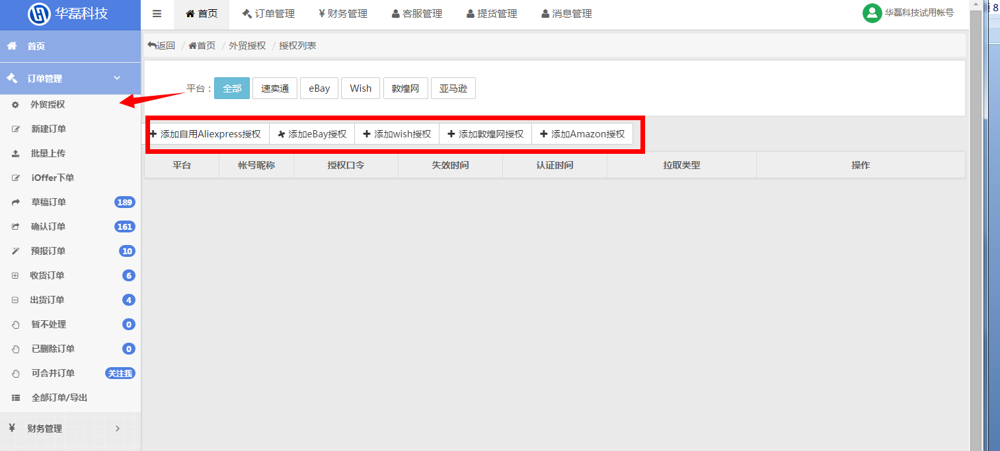 华磊科技
首页
订单管理
¥ 财务管理
客服管理
提货管理
消息管理
华磊科技试用帐号
8
首页
订单管理
外贸授权
新建订单
批量上传
iOffer下单
草稿订单 189
确认订单 161
预报订单 10
收货订单 6
出货订单 4
暂不处理 0
已删除订单 0
可合并订单 关注我
全部订单/导出
¥ 财务管理
返回 / 首页 / 外贸授权 / 授权列表
平台： 全部 速卖通 eBay Wish 敦煌网 亚马逊
添加自用Aliexpress授权 添加eBay授权 添加wish授权 添加敦煌网授权 添加Amazon授权
平台 帐号昵称 授权口令 失效时间 认证时间 拉取类型 操作